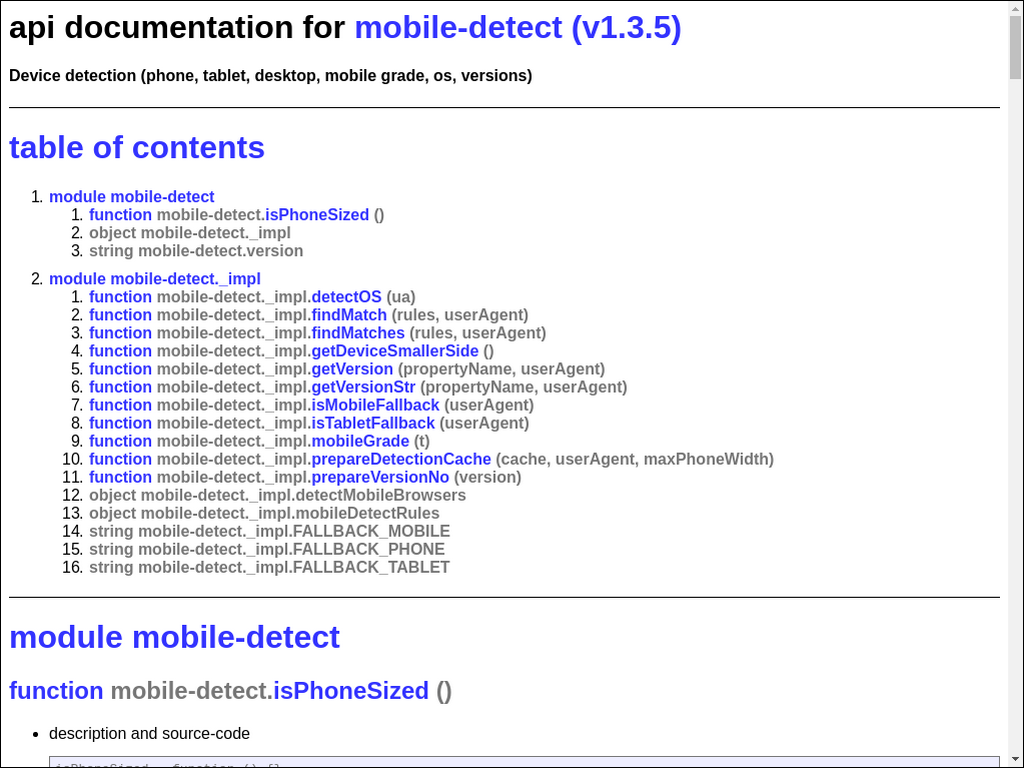 api documentation for mobile-detect (v1.3.5)
Device detection (phone, tablet, desktop, mobile grade, os, versions)
table of contents
1. module mobile-detect
1. function mobile-detect.isPhoneSized ()
2. object mobile-detect._impl
3. string mobile-detect.version
2. module mobile-detect._impl
1. function mobile-detect._impl.detectOS (ua)
2. function mobile-detect._impl.findMatch (rules, userAgent)
3. function mobile-detect._impl.findMatches (rules, userAgent)
4. function mobile-detect._impl.getDeviceSmallerSide ()
5. function mobile-detect._impl.getVersion (propertyName, userAgent)
6. function mobile-detect._impl.getVersionStr (propertyName, userAgent)
7. function mobile-detect._impl.isMobileFallback (userAgent)
8. function mobile-detect._impl.isTabletFallback (userAgent)
9. function mobile-detect._impl.mobileGrade (t)
10. function mobile-detect._impl.prepareDetectionCache (cache, userAgent, maxPhoneWidth)
11. function mobile-detect._impl.prepareVersionNo (version)
12. object mobile-detect._impl.detectMobileBrowsers
13. object mobile-detect._impl.mobileDetectRules
14. string mobile-detect._impl.FALLBACK_MOBILE
15. string mobile-detect._impl.FALLBACK_PHONE
16. string mobile-detect._impl.FALLBACK_TABLET
module mobile-detect
function mobile-detect.isPhoneSized ()
• description and source-code
isPhoneSized = function () {}